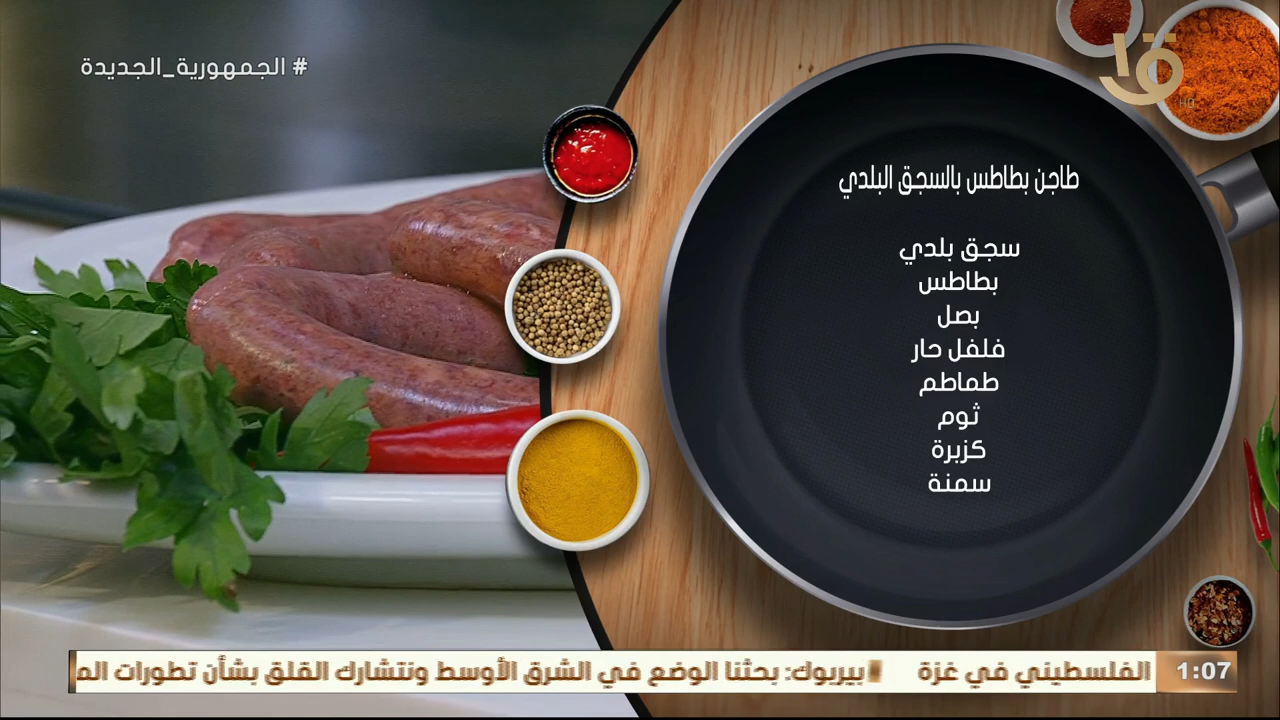 # الجمهورية_الجديدة
HD
طاجن بطاطس بالسجق البلدي
سجق بلدي
بطاطس
بصل
فلفل حار
طماطم
ثوم
كزبرة
سمنة
1:07
الفلسطيني في غزة بيربوك: بحثنا الوضع في الشرق الأوسط ونتشارك القلق بشأن تطورات الم